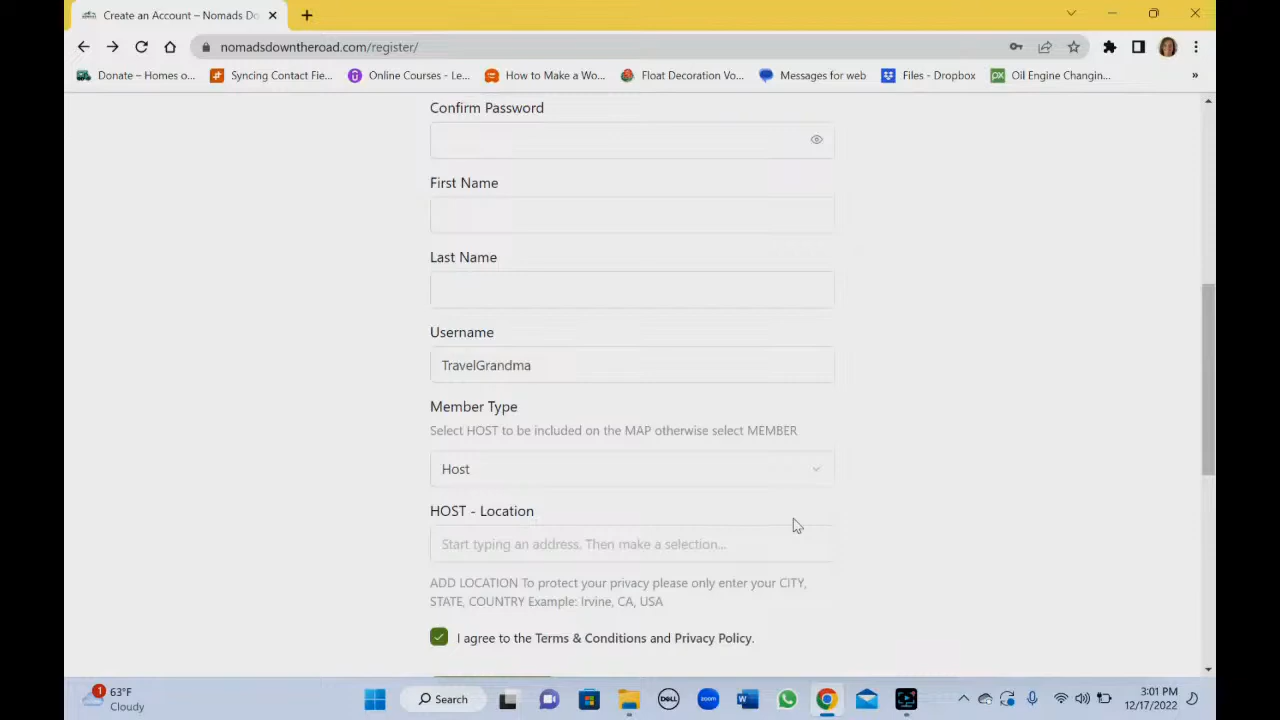 Create an Account – Nomads Do
nomadsdowntheroad.com/register/
Donate – Homes o...
Syncing Contact Fie...
Online Courses - Le...
How to Make a Wo...
Float Decoration Vo...
Messages for web
Files - Dropbox
PX
Oil Engine Changin...
»
Confirm Password
First Name
Last Name
Username
TravelGrandma
Member Type
Select HOST to be included on the MAP otherwise select MEMBER
Host
HOST - Location
Start typing an address. Then make a selection...
ADD LOCATION To protect your privacy please only enter your CITY,
STATE, COUNTRY Example: Irvine, CA, USA
I agree to the Terms & Conditions and Privacy Policy.
1
63°F
Cloudy
Search
DELL
zoom
W
3:01 PM
12/17/2022